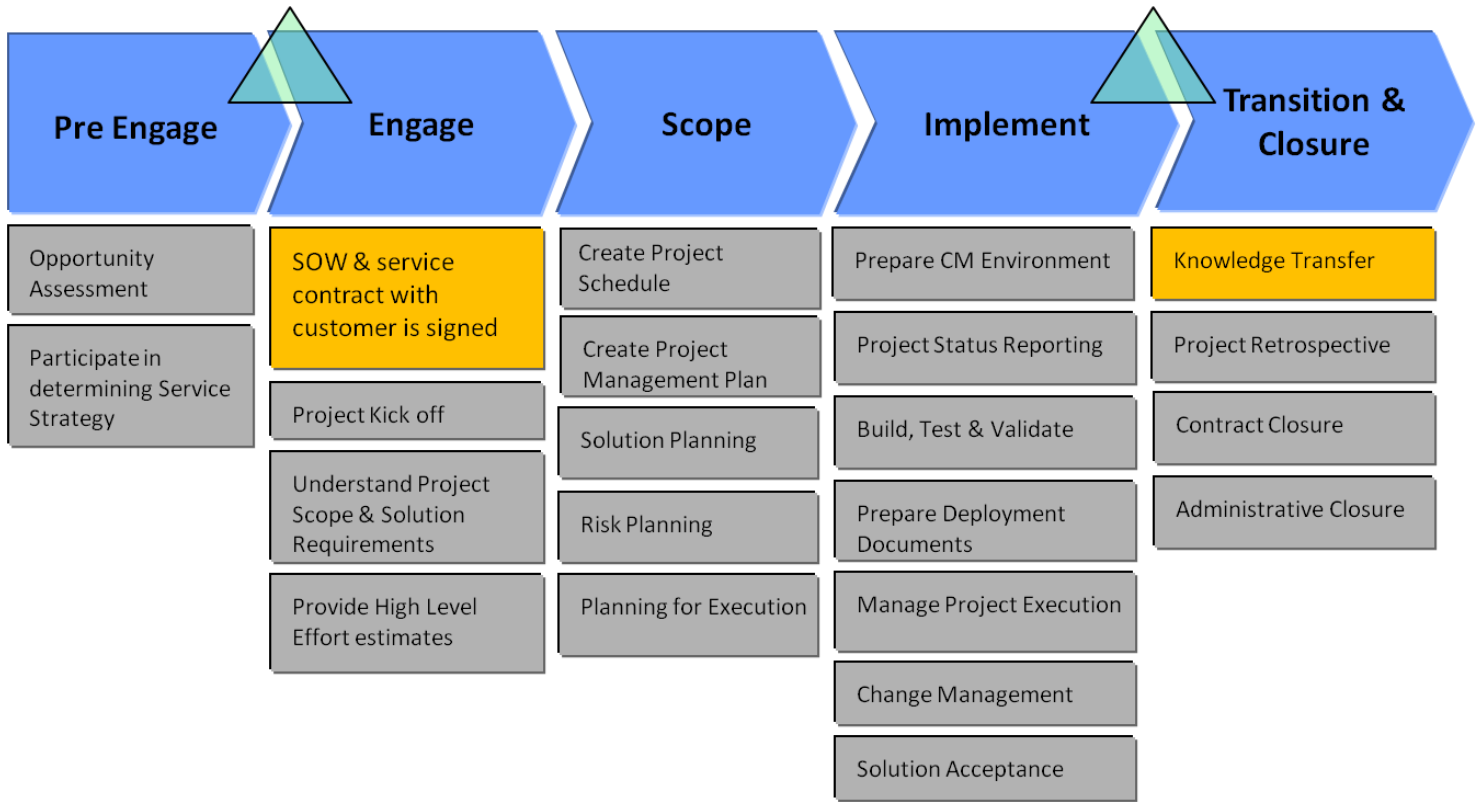 Pre Engage
Engage
Scope
Implement
Transition &
Closure
Opportunity
Assessment
Participate in
determining Service
Strategy
SOW & service
contract with
customer is signed
Project Kick off
Understand Project
Scope & Solution
Requirements
Provide High Level
Effort estimates
Create Project
Schedule
Create Project
Management Plan
Solution Planning
Risk Planning
Planning for Execution
Prepare CM Environment
Project Status Reporting
Build, Test & Validate
Prepare Deployment
Documents
Manage Project Execution
Change Management
Solution Acceptance
Knowledge Transfer
Project Retrospective
Contract Closure
Administrative Closure